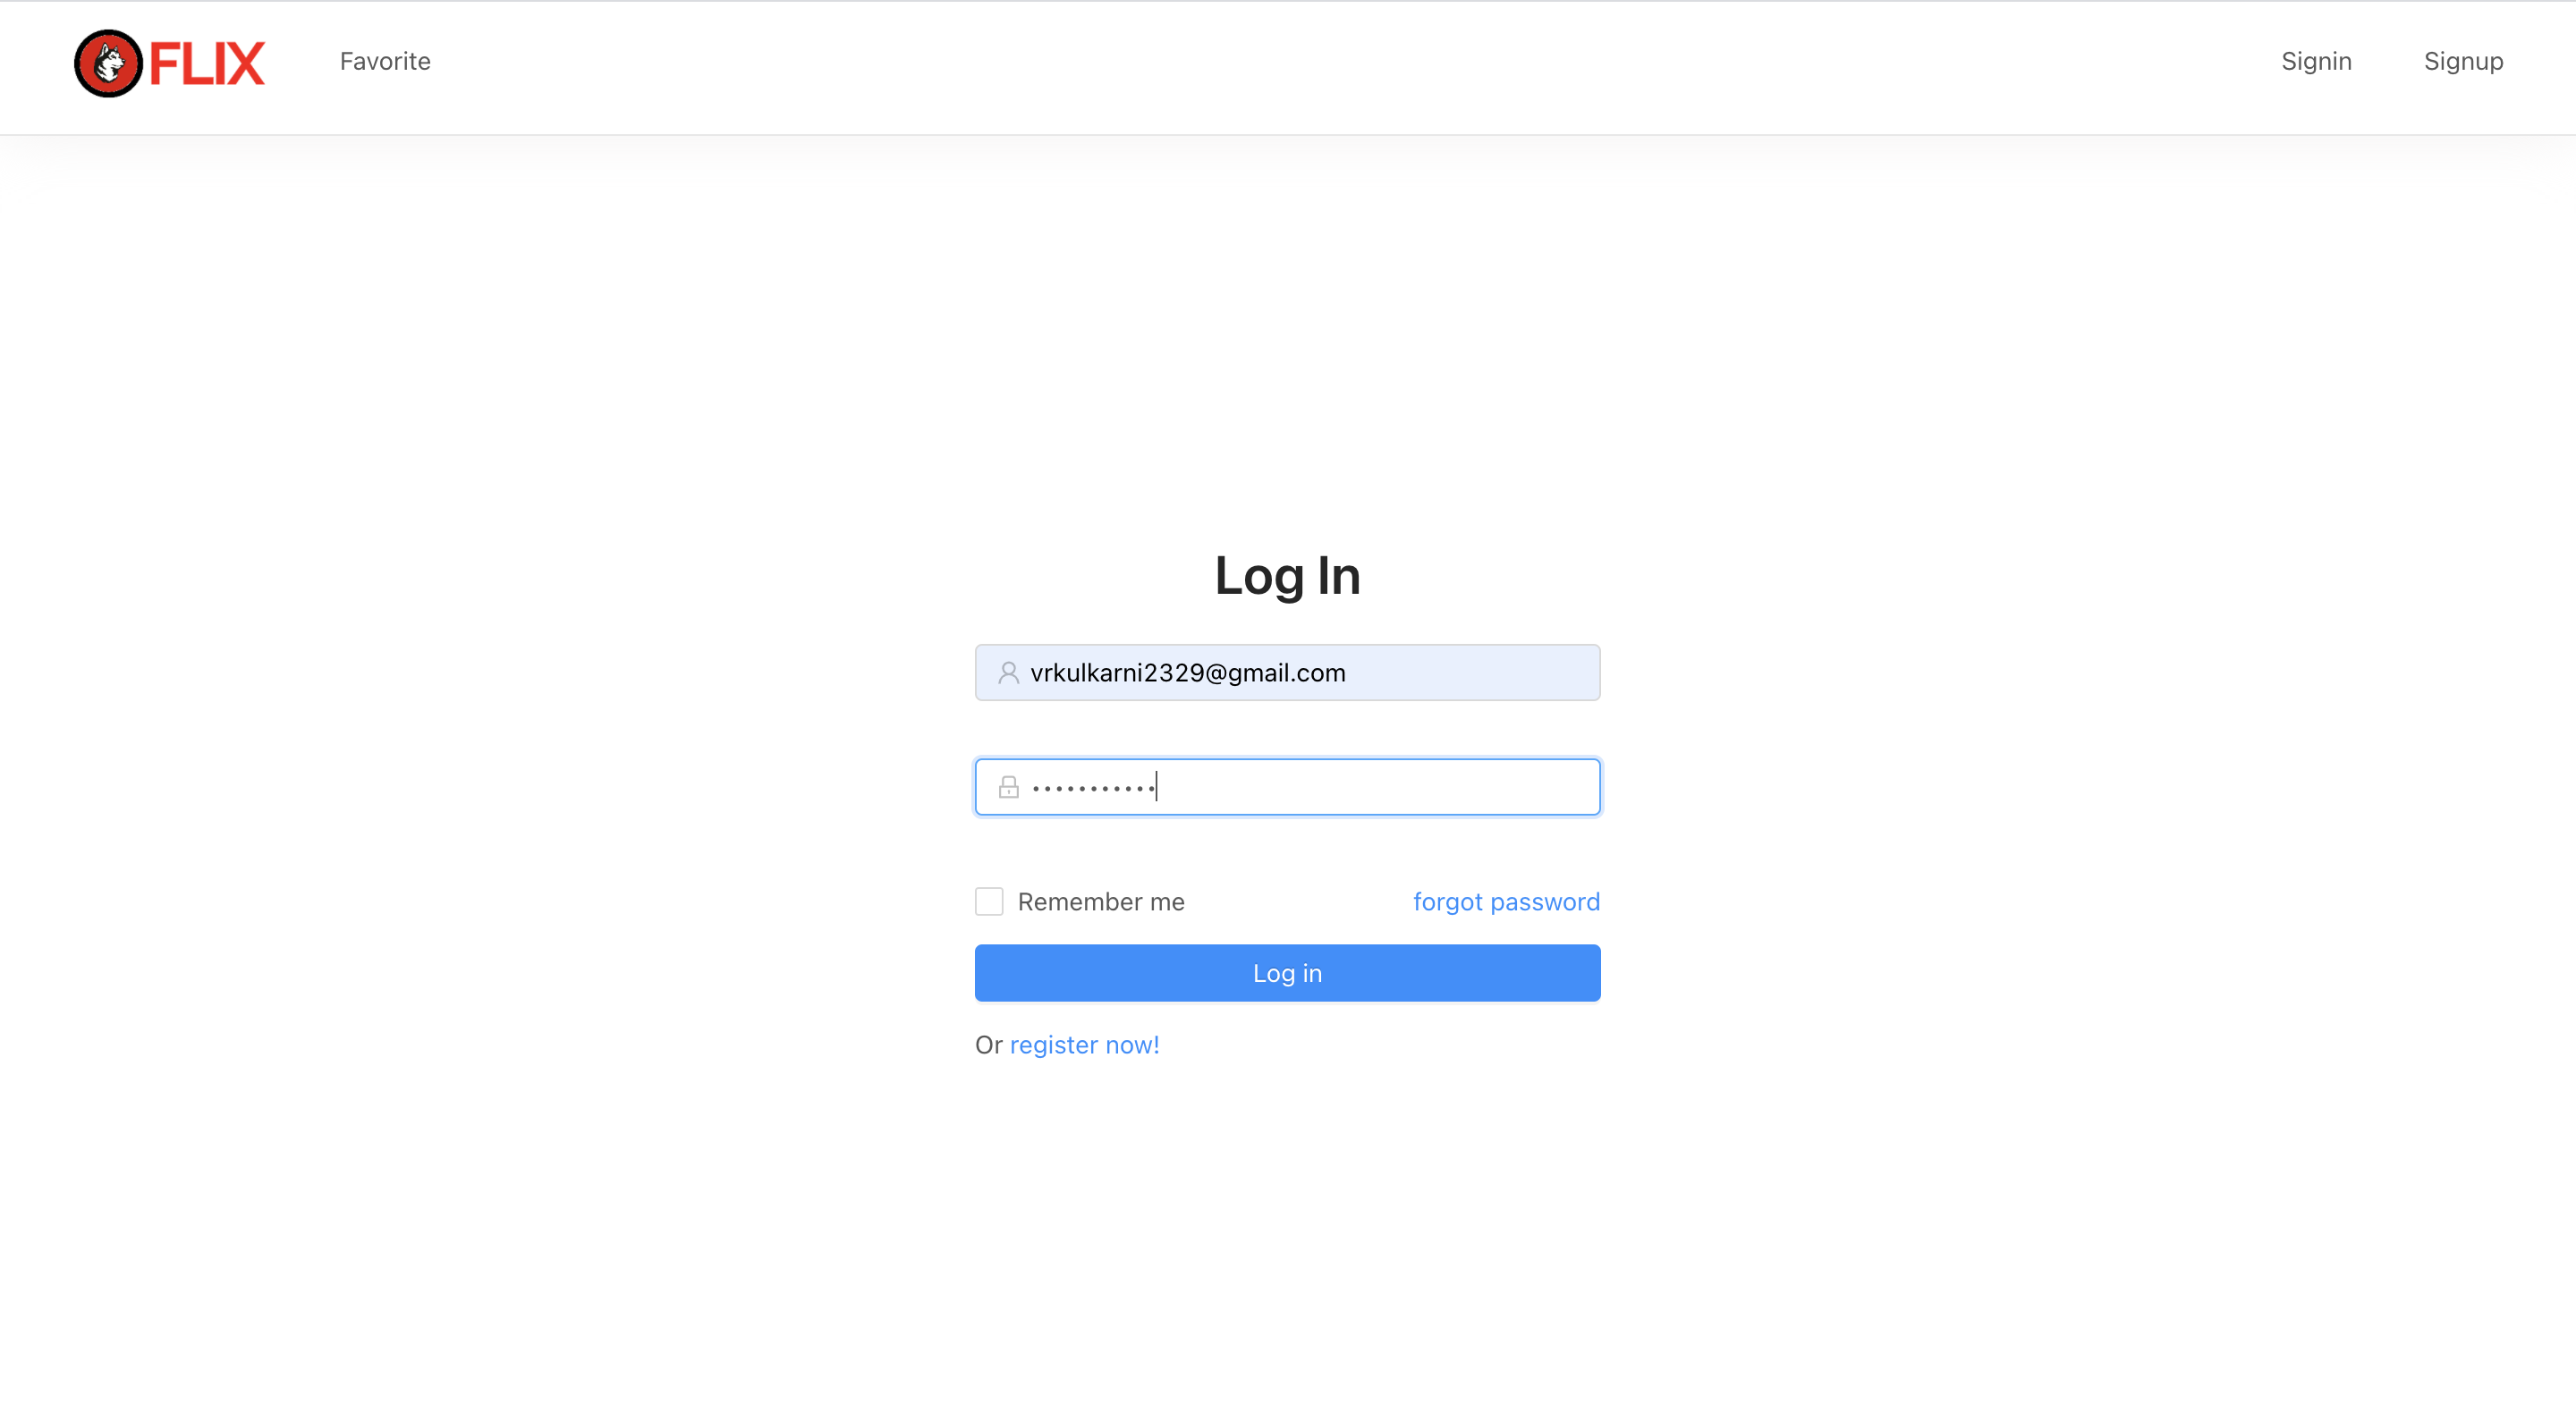 FLIX Favorite Signin Signup
Log In
vrkulkarni2329@gmail.com
•••••••••••
Remember me forgot password
Log in
Or register now!